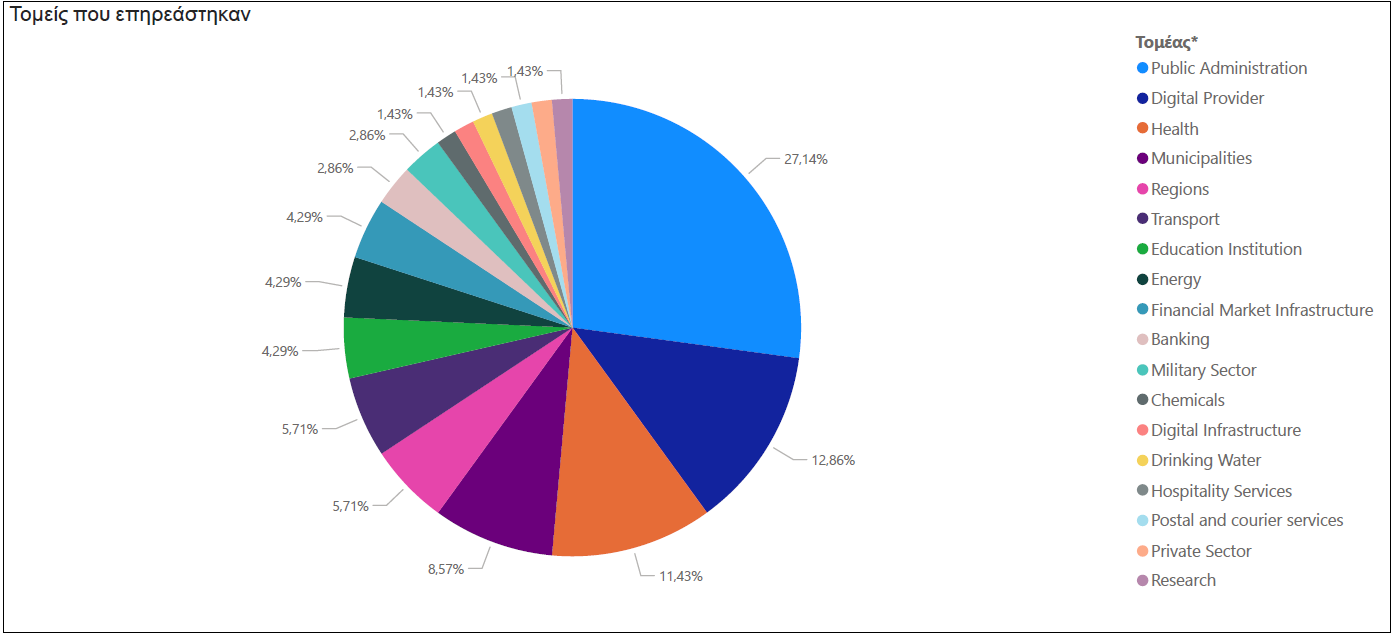 Τομείς που επηρεάστηκαν
Τομέας*
Public Administration
Digital Provider
Health
Municipalities
Regions
Transport
Education Institution
Energy
Financial Market Infrastructure
Banking
Military Sector
Chemicals
Digital Infrastructure
Drinking Water
Hospitality Services
Postal and courier services
Private Sector
Research
27,14%
12,86%
11,43%
8,57%
5,71%
5,71%
4,29%
4,29%
4,29%
2,86%
2,86%
1,43%
1,43%
1,43%
1,43%